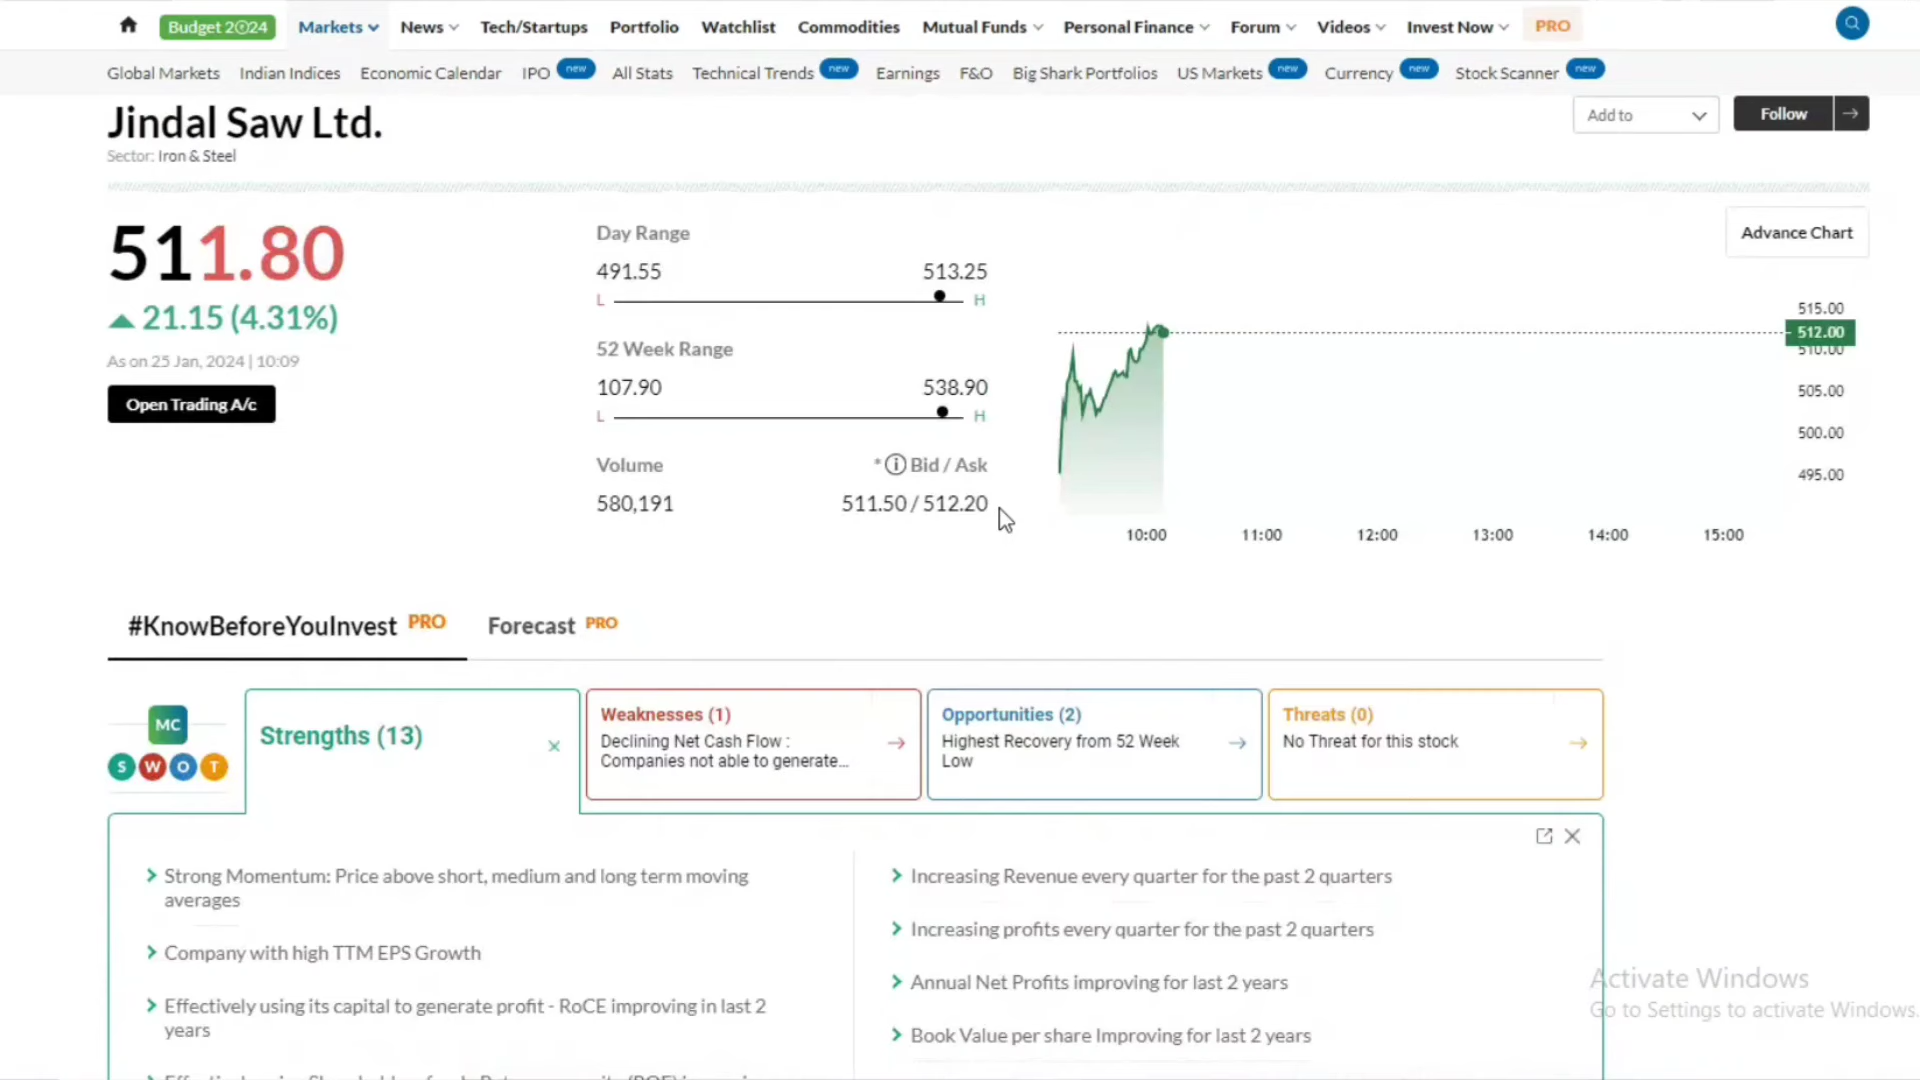 Budget 2024 Markets News Tech/Startups Portfolio Watchlist Commodities Mutual Funds Personal Finance Forum Videos Invest Now PRO
Global Markets Indian Indices Economic Calendar IPO new All Stats Technical Trends new Earnings F&O Big Shark Portfolios US Markets new Currency new Stock Scanner new
Jindal Saw Ltd.
Sector: Iron & Steel
Add to
Follow
511.80
21.15 (4.31%)
As on 25 Jan, 2024 | 10:09
Open Trading A/c
Day Range
491.55 513.25
L H
52 Week Range
107.90 538.90
L H
Volume * Bid / Ask
580,191 511.50 / 512.20
Advance Chart
515.00
512.00
510.00
505.00
500.00
495.00
10:00 11:00 12:00 13:00 14:00 15:00
#KnowBeforeYouInvest PRO Forecast PRO
MC
S W O T
Strengths (13)
Weaknesses (1)
Declining Net Cash Flow :
Companies not able to generate...
Opportunities (2)
Highest Recovery from 52 Week
Low
Threats (0)
No Threat for this stock
Strong Momentum: Price above short, medium and long term moving
averages
Company with high TTM EPS Growth
Effectively using its capital to generate profit - RoCE improving in last 2
years
Increasing Revenue every quarter for the past 2 quarters
Increasing profits every quarter for the past 2 quarters
Annual Net Profits improving for last 2 years
Book Value per share Improving for last 2 years
Activate Windows
Go to Settings to activate Windows.